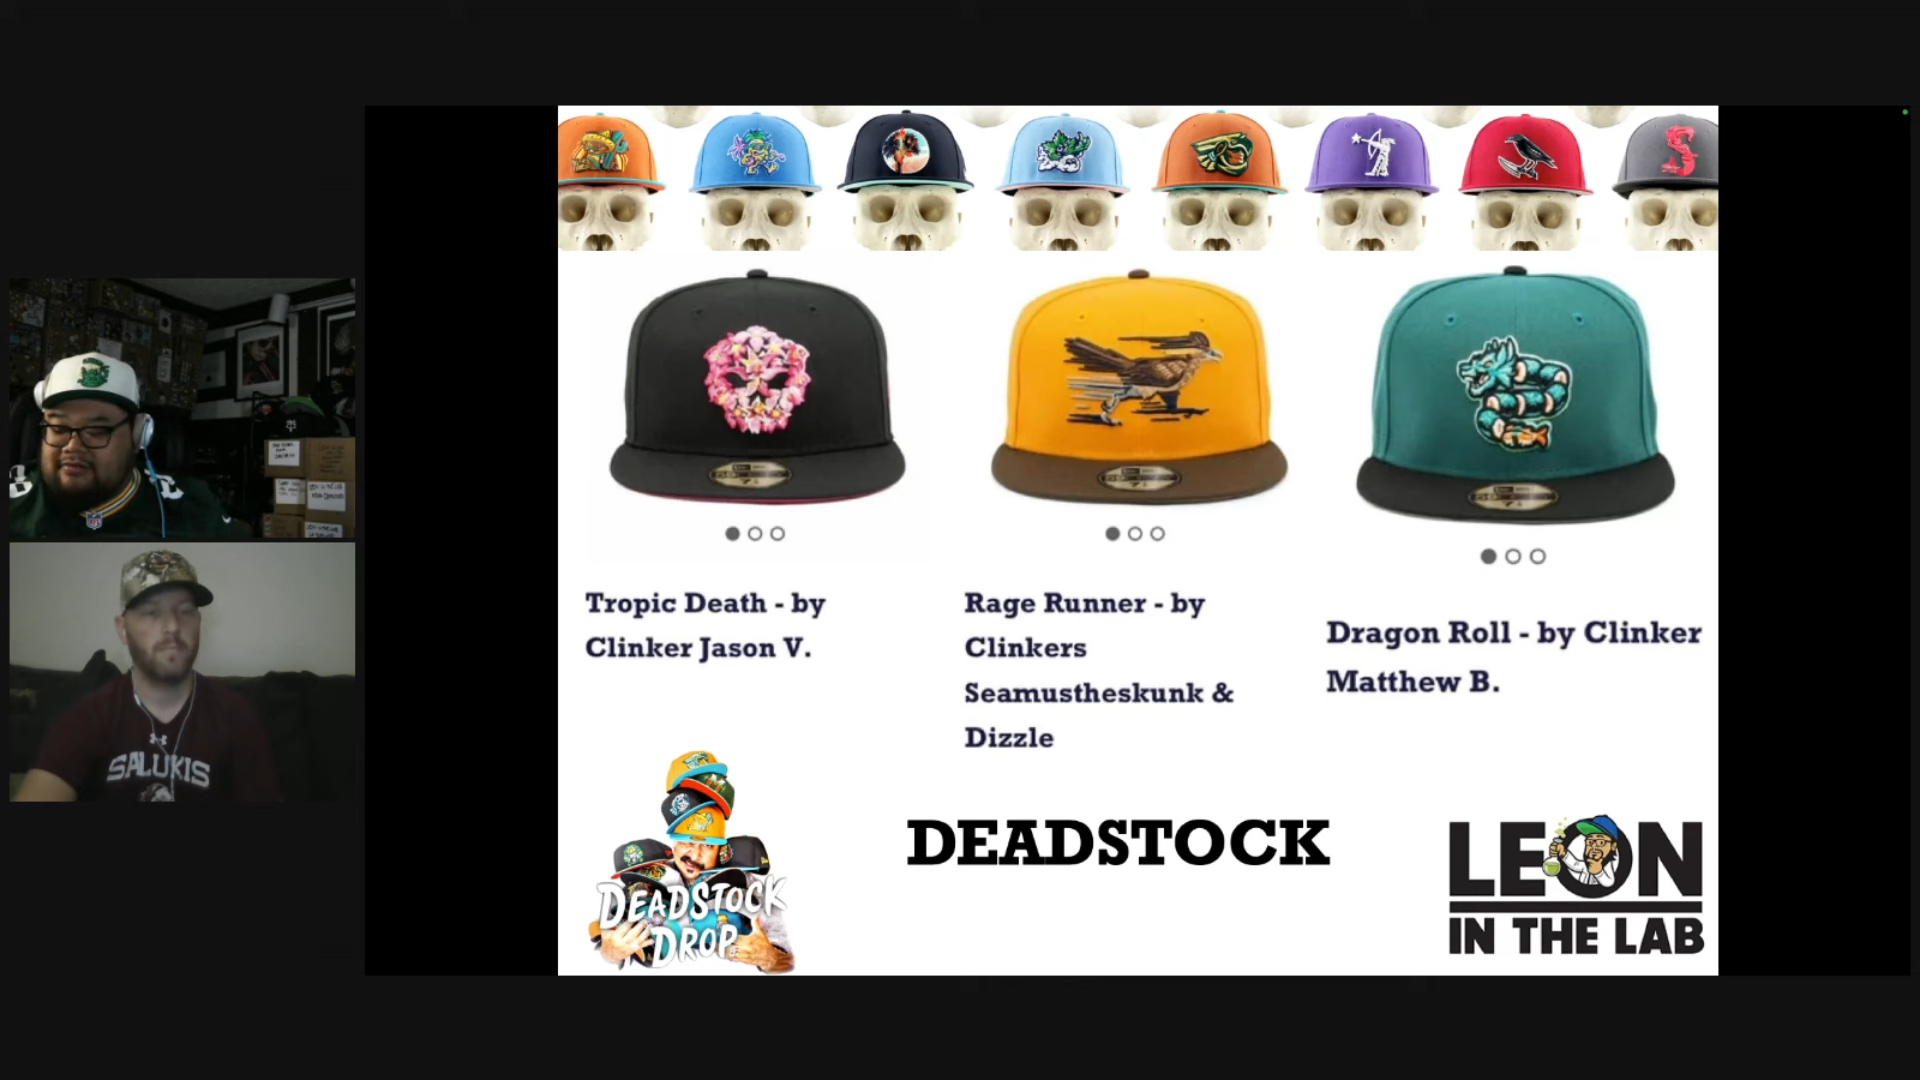 Tropic Death - by
Clinker Jason V.
Rage Runner - by
Clinkers
Seamustheskunk &
Dizzle
Dragon Roll - by Clinker
Matthew B.
DEADSTOCK
DROP
DEADSTOCK
LEON
IN THE LAB
SALUKIS